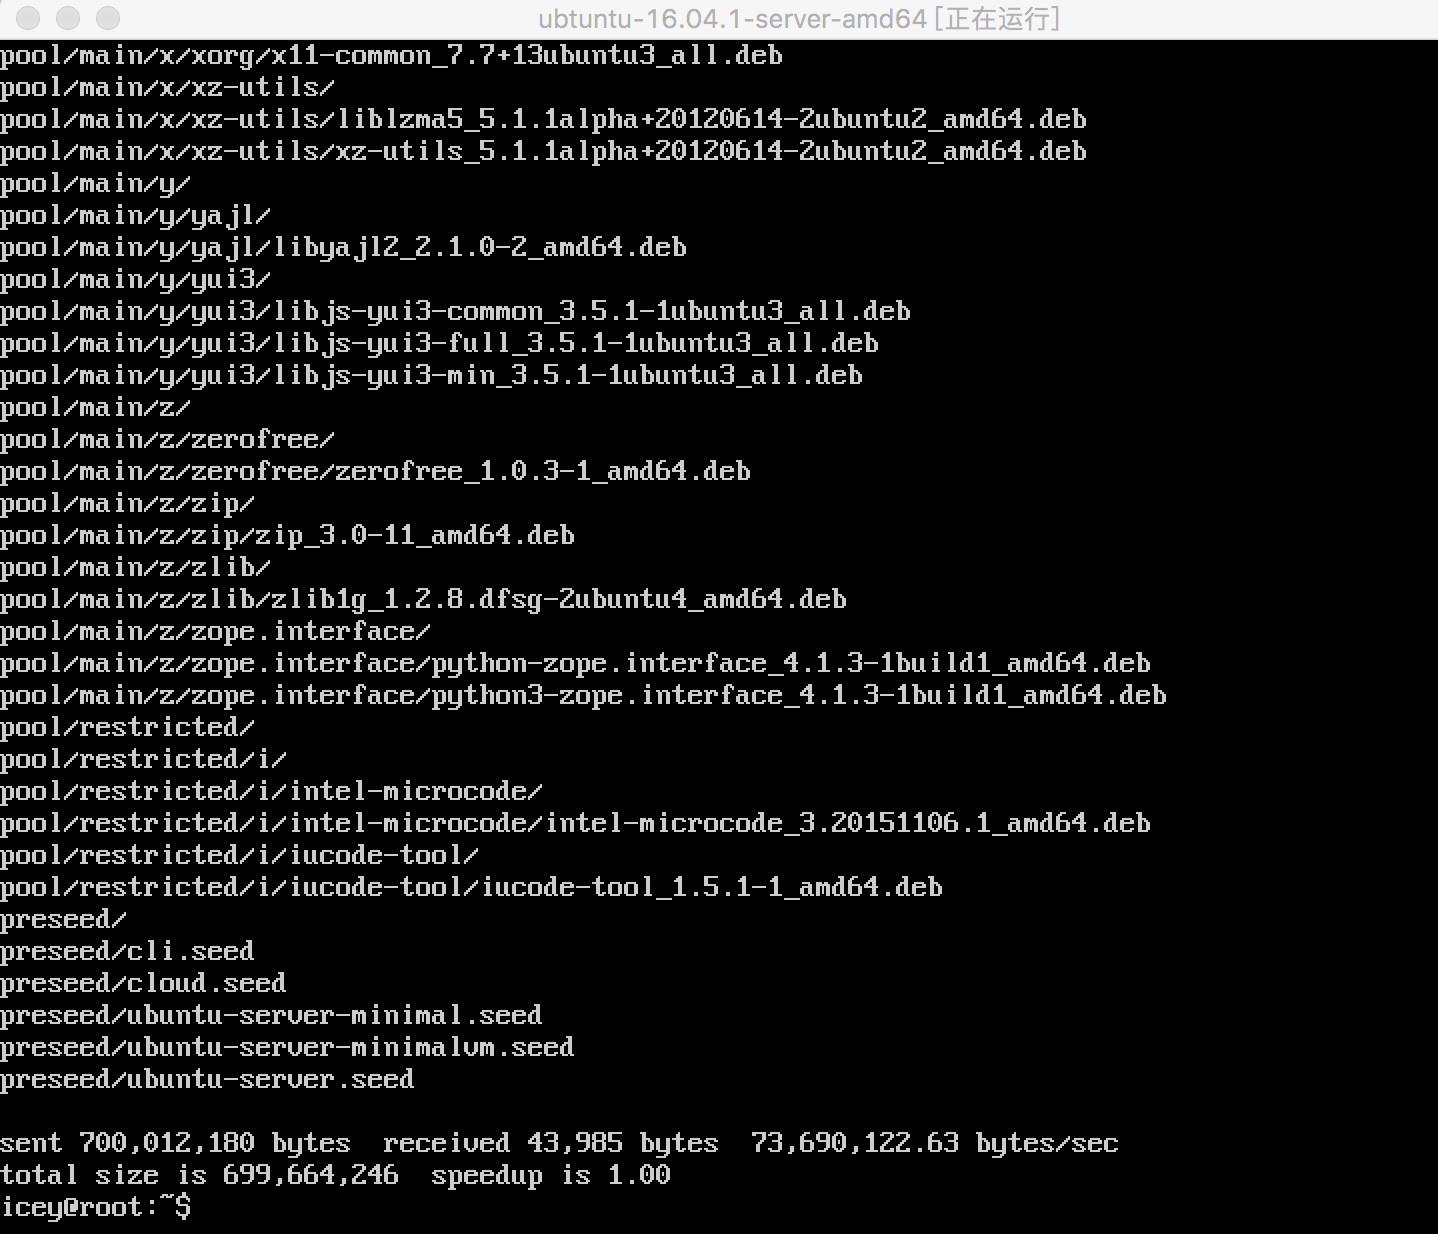 ubtuntu-16.04.1-server-amd64 [正在运行]
pool/main/x/xorg/x11-common_7.7+13ubuntu3_all.deb
pool/main/x/xz-utils/
pool/main/x/xz-utils/liblzma5_5.1.1alpha+20120614-2ubuntu2_amd64.deb
pool/main/x/xz-utils/xz-utils_5.1.1alpha+20120614-2ubuntu2_amd64.deb
pool/main/y/
pool/main/y/yajl/
pool/main/y/yajl/libyajl2_2.1.0-2_amd64.deb
pool/main/y/yui3/
pool/main/y/yui3/libjs-yui3-common_3.5.1-1ubuntu3_all.deb
pool/main/y/yui3/libjs-yui3-full_3.5.1-1ubuntu3_all.deb
pool/main/y/yui3/libjs-yui3-min_3.5.1-1ubuntu3_all.deb
pool/main/z/
pool/main/z/zerofree/
pool/main/z/zerofree/zerofree_1.0.3-1_amd64.deb
pool/main/z/zip/
pool/main/z/zip/zip_3.0-11_amd64.deb
pool/main/z/zlib/
pool/main/z/zlib/zlib1g_1.2.8.dfsg-2ubuntu4_amd64.deb
pool/main/z/zope.interface/
pool/main/z/zope.interface/python-zope.interface_4.1.3-1build1_amd64.deb
pool/main/z/zope.interface/python3-zope.interface_4.1.3-1build1_amd64.deb
pool/restricted/
pool/restricted/i/
pool/restricted/i/intel-microcode/
pool/restricted/i/intel-microcode/intel-microcode_3.20151106.1_amd64.deb
pool/restricted/i/iucode-tool/
pool/restricted/i/iucode-tool/iucode-tool_1.5.1-1_amd64.deb
preseed/
preseed/cli.seed
preseed/cloud.seed
preseed/ubuntu-server-minimal.seed
preseed/ubuntu-server-minimalvm.seed
preseed/ubuntu-server.seed
sent 700,012,180 bytes  received 43,985 bytes  73,690,122.63 bytes/sec
total size is 699,664,246  speedup is 1.00
icey@root:~$